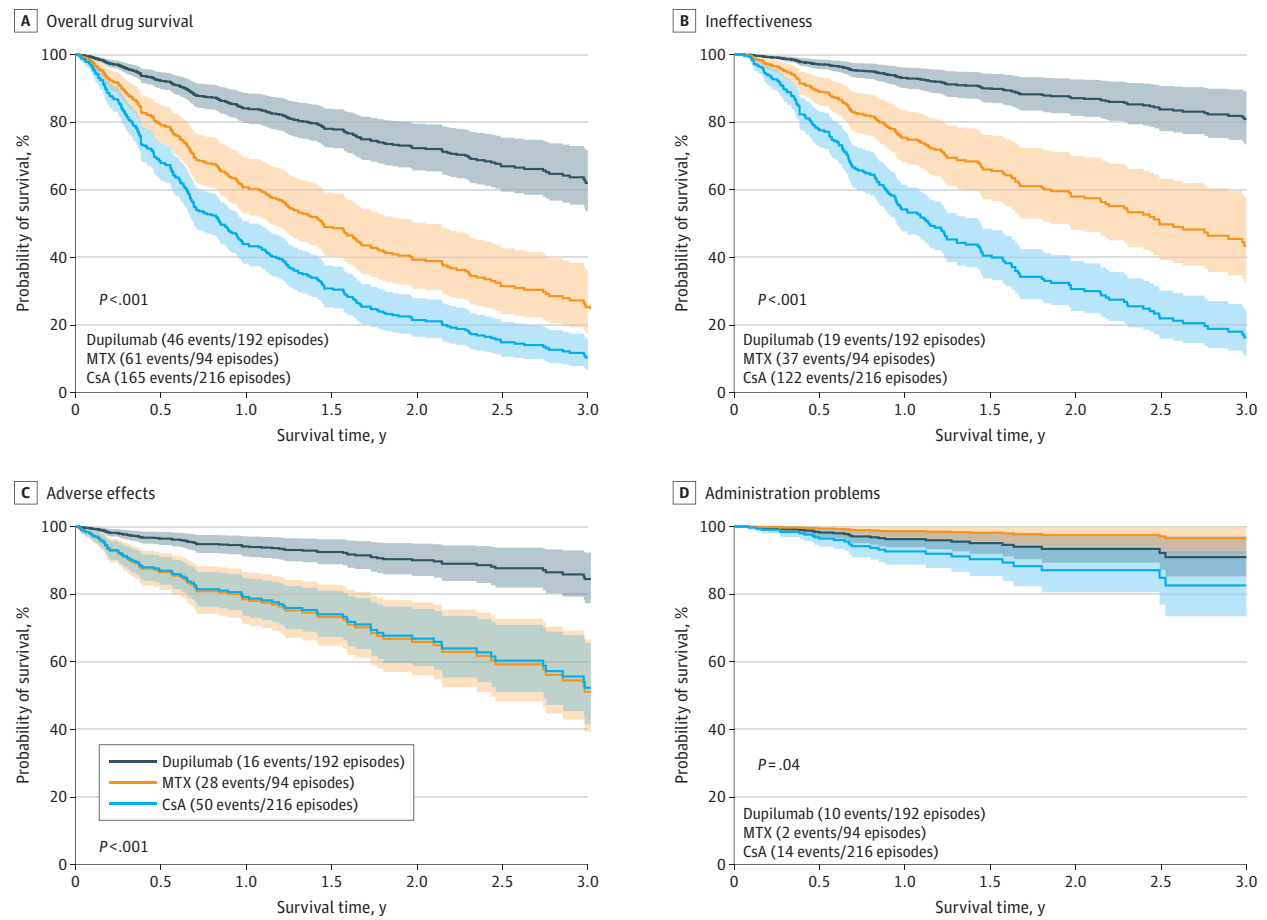 A Overall drug survival
100
80
60
40
20
0
Probability of survival, %
P<.001
Dupilumab (46 events/192 episodes)
MTX (61 events/94 episodes)
CsA (165 events/216 episodes)
0 0.5 1.0 1.5 2.0 2.5 3.0
Survival time, y
B Ineffectiveness
100
80
60
40
20
0
Probability of survival, %
P<.001
Dupilumab (19 events/192 episodes)
MTX (37 events/94 episodes)
CsA (122 events/216 episodes)
0 0.5 1.0 1.5 2.0 2.5 3.0
Survival time, y
C Adverse effects
100
80
60
40
20
0
Probability of survival, %
Dupilumab (16 events/192 episodes)
MTX (28 events/94 episodes)
CsA (50 events/216 episodes)
P<.001
0 0.5 1.0 1.5 2.0 2.5 3.0
Survival time, y
D Administration problems
100
80
60
40
20
0
Probability of survival, %
P=.04
Dupilumab (10 events/192 episodes)
MTX (2 events/94 episodes)
CsA (14 events/216 episodes)
0 0.5 1.0 1.5 2.0 2.5 3.0
Survival time, y